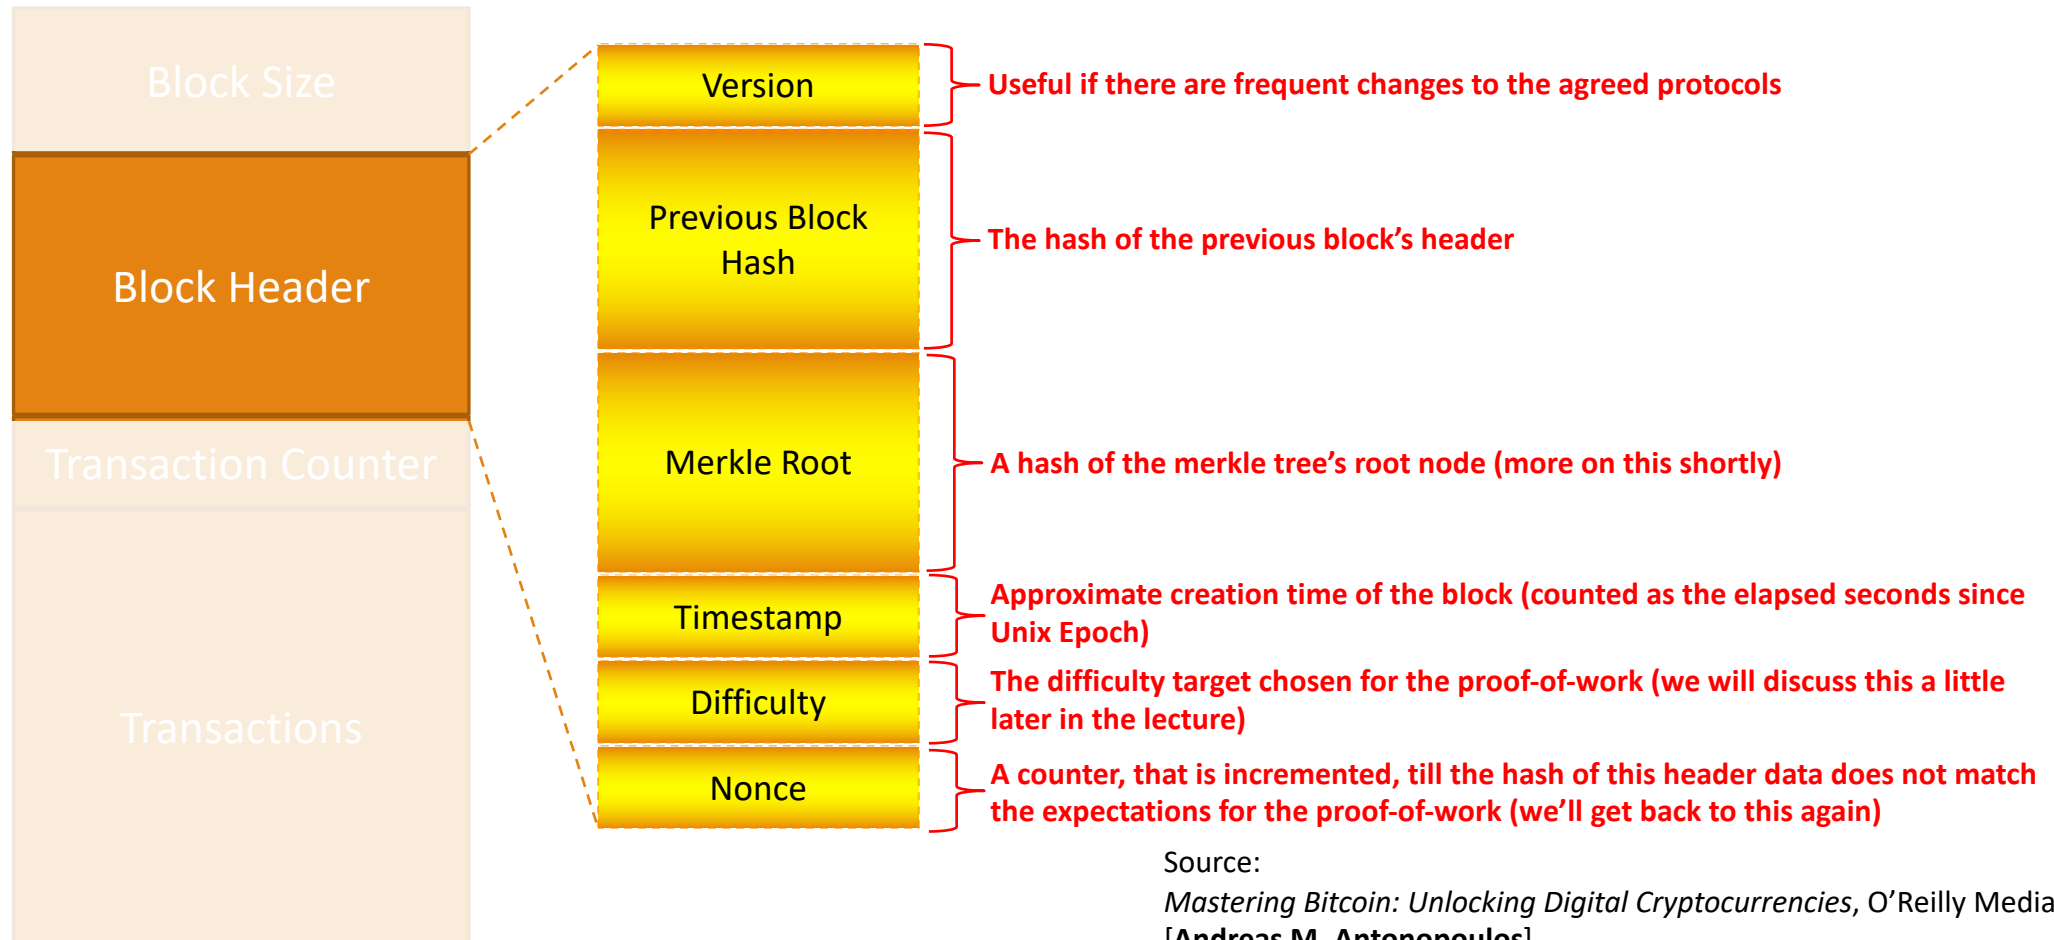 Block Size
Block Header
Transaction Counter
Transactions
Version
Useful if there are frequent changes to the agreed protocols
Previous Block
Hash
The hash of the previous block’s header
Merkle Root
A hash of the merkle tree’s root node (more on this shortly)
Timestamp
Approximate creation time of the block (counted as the elapsed seconds since
Unix Epoch)
Difficulty
The difficulty target chosen for the proof-of-work (we will discuss this a little
later in the lecture)
Nonce
A counter, that is incremented, till the hash of this header data does not match
the expectations for the proof-of-work (we’ll get back to this again)
Source:
Mastering Bitcoin: Unlocking Digital Cryptocurrencies, O’Reilly Media
[Andreas M. Antonopoulos]